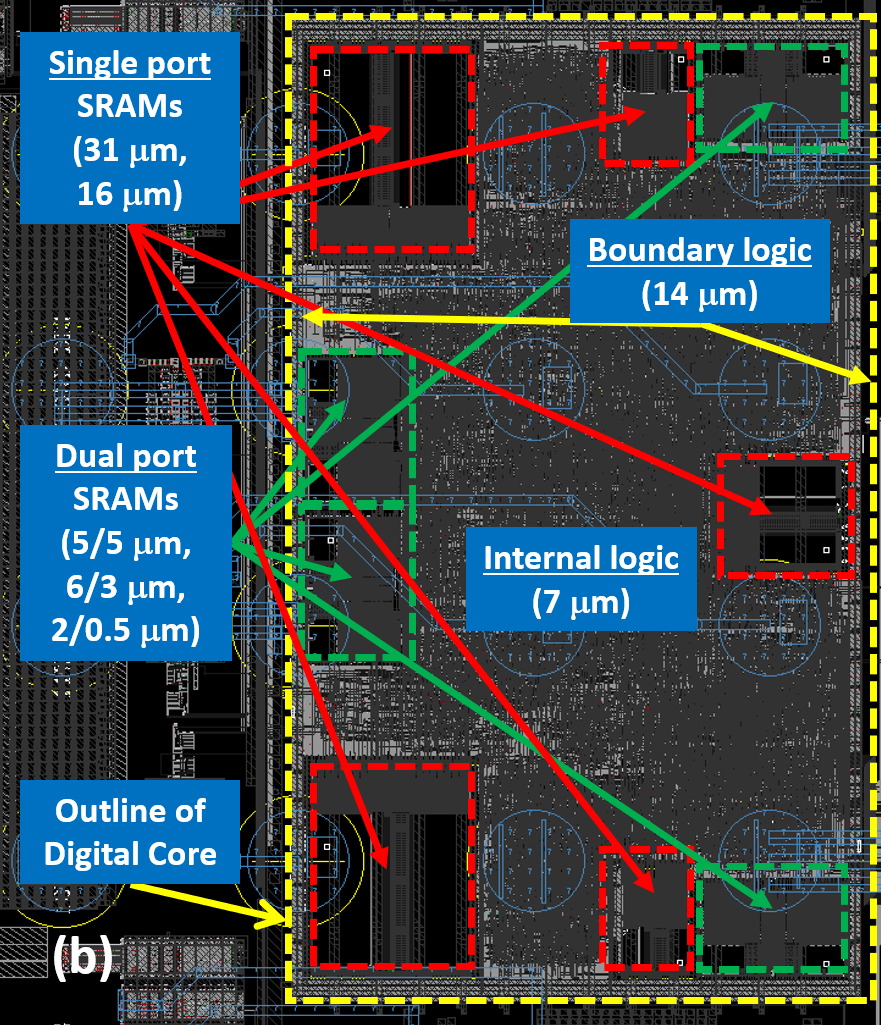 Single port
SRAMs
(31 μm,
16 μm)
Boundary logic
(14 μm)
Dual port
SRAMs
(5/5 μm,
6/3 μm,
2/0.5 μm)
Internal logic
(7 μm)
Outline of
Digital Core
(b)